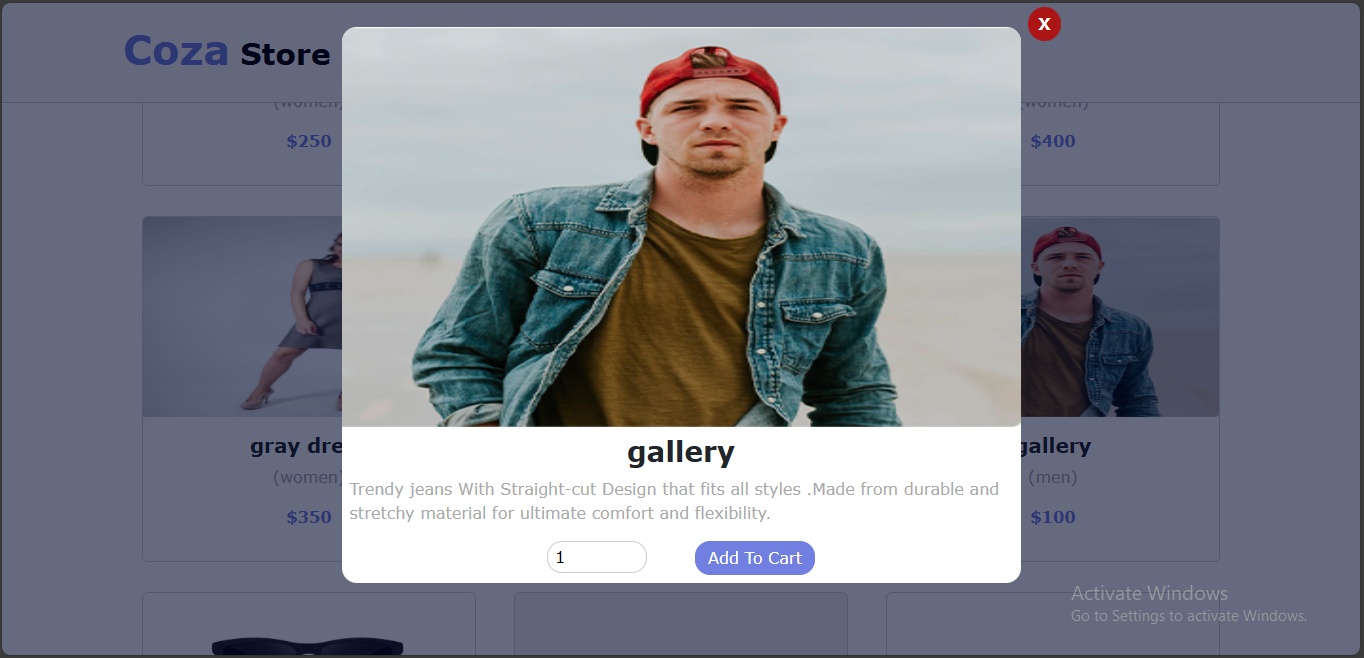 X
Coza Store
(women)
(women)
$250
$400
gray dre
gallery
gallery
(women)
(men)
Trendy jeans With Straight-cut Design that fits all styles .Made from durable and
stretchy material for ultimate comfort and flexibility.
$350
$100
1
Add To Cart
Activate Windows
Go to Settings to activate Windows.